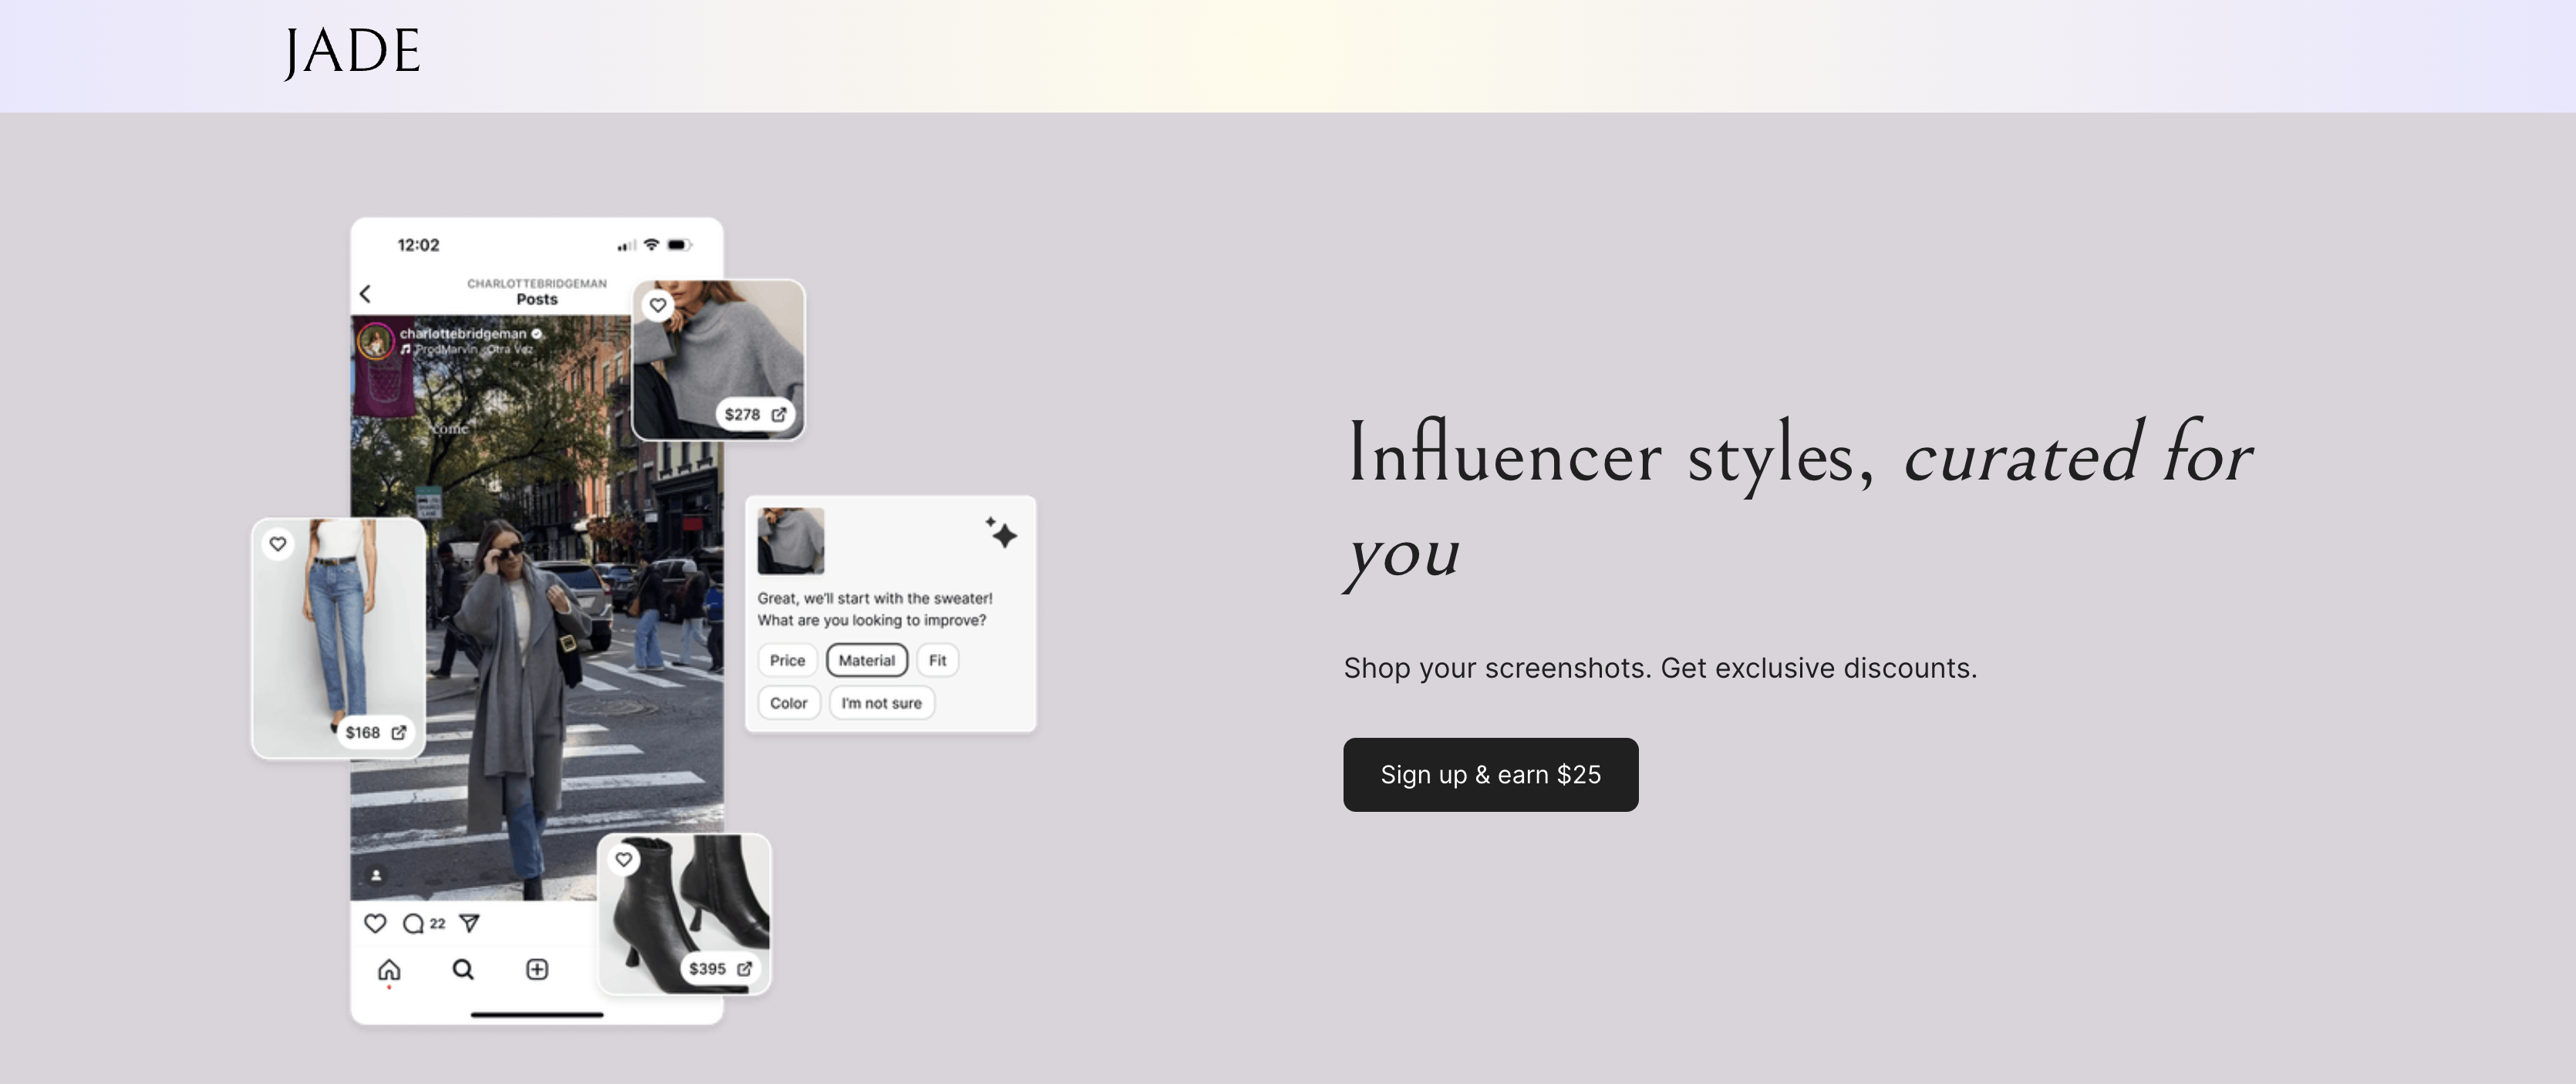 JADE
12:02
CHARLOTTEBRIDGEMAN
Posts
charlottebridgeman
ProdMarvin Otra Vez
come
$278
$168
Great, we'll start with the sweater!
What are you looking to improve?
Price
Material
Fit
Color
I'm not sure
22
$395
Influencer styles, curated for
you
Shop your screenshots. Get exclusive discounts.
Sign up & earn $25